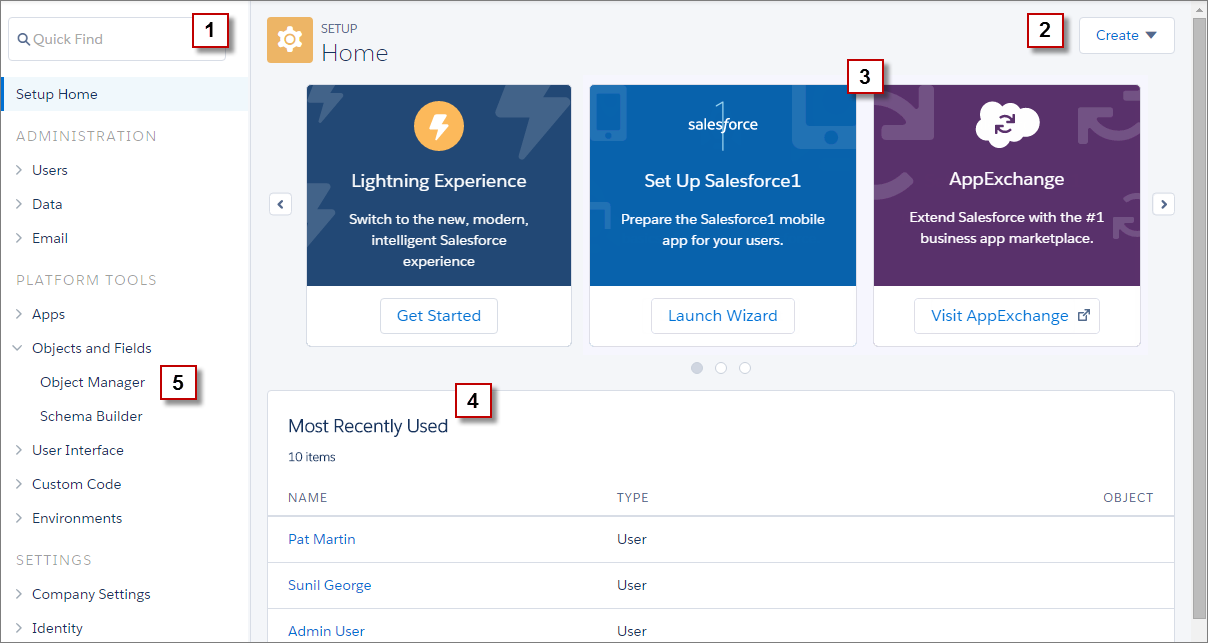 Quick Find
1
Setup Home
ADMINISTRATION
Users
Data
Email
PLATFORM TOOLS
Apps
Objects and Fields
Object Manager
5
Schema Builder
User Interface
Custom Code
Environments
SETTINGS
Company Settings
Identity
SETUP
Home
2
Create
3
Lightning Experience
Switch to the new, modern,
intelligent Salesforce
experience
Get Started
salesforce
1
Set Up Salesforce1
Prepare the Salesforce1 mobile
app for your users.
Launch Wizard
AppExchange
Extend Salesforce with the #1
business app marketplace.
Visit AppExchange
4
Most Recently Used
10 items
NAME TYPE OBJECT
Pat Martin User
Sunil George User
Admin User User